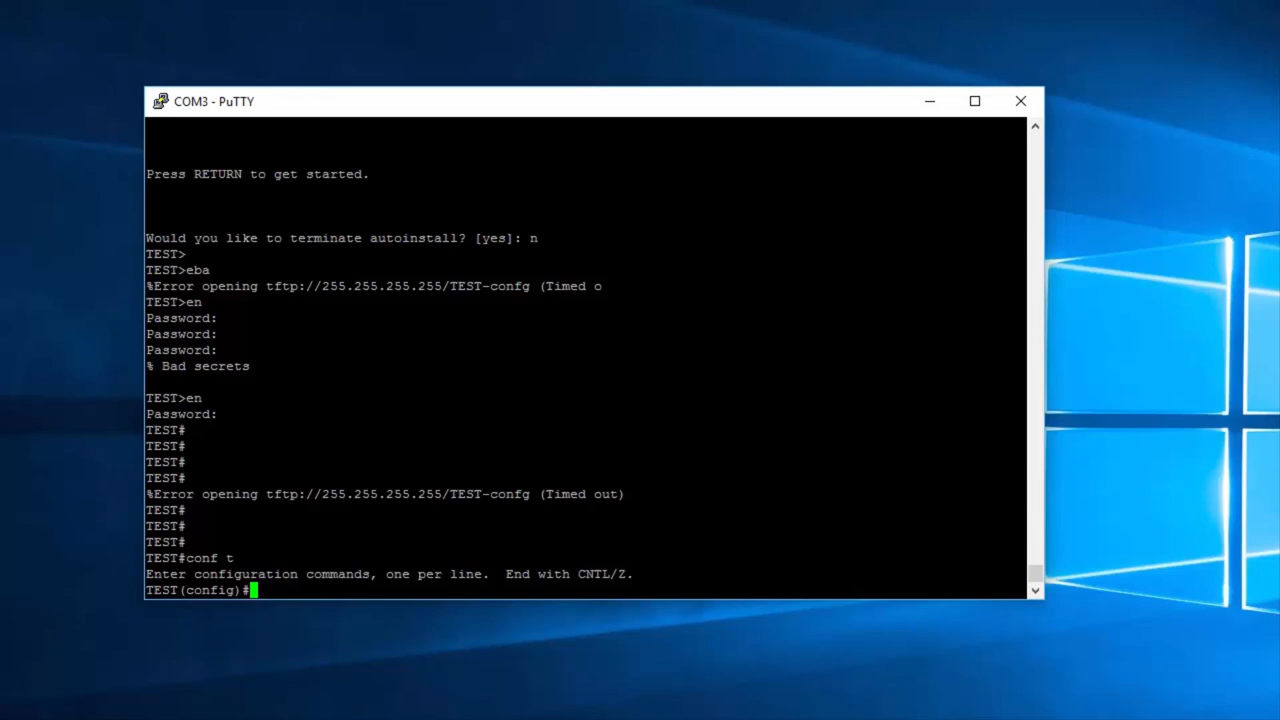 COM3 - PuTTY
Press RETURN to get started.
Would you like to terminate autoinstall? [yes]: n
TEST>
TEST>eba
%Error opening tftp://255.255.255.255/TEST-confg (Timed o
TEST>en
Password:
Password:
Password:
% Bad secrets
TEST>en
Password:
TEST#
TEST#
TEST#
TEST#
%Error opening tftp://255.255.255.255/TEST-confg (Timed out)
TEST#
TEST#
TEST#
TEST#conf t
Enter configuration commands, one per line.  End with CNTL/Z.
TEST(config)#